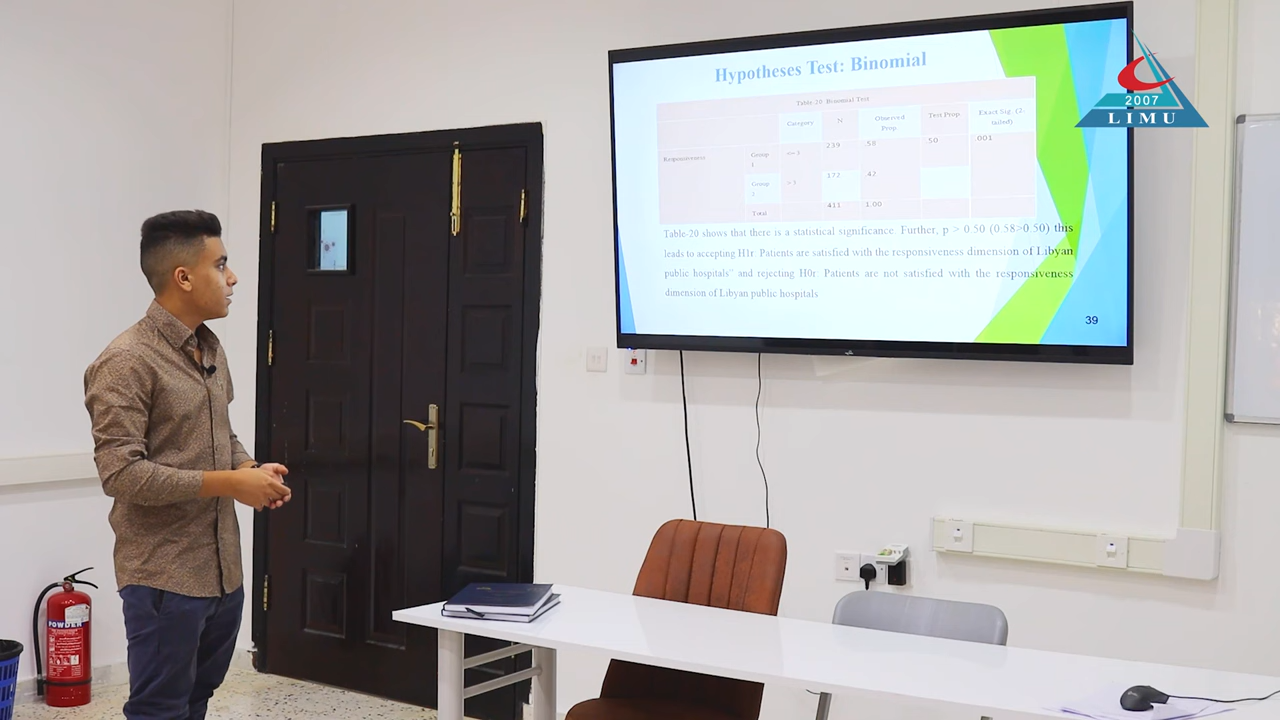 Hypotheses Test: Binomial
Table:20 Binomial Test
Category N Observed Prop. Test Prop. Exact Sig. (2-tailed)
Responsiveness Group 1 239 .58 .50 .001
Group 2 172 .42
Total 411 1.00
Table-20 shows that there is a statistical significance. Further, p > 0.50 (0.58>0.50) this
leads to accepting H1r: Patients are satisfied with the responsiveness dimension of Libyan
public hospitals" and rejecting H0r: Patients are not satisfied with the responsiveness
dimension of Libyan public hospitals
39
2007
LIMU
POWDER